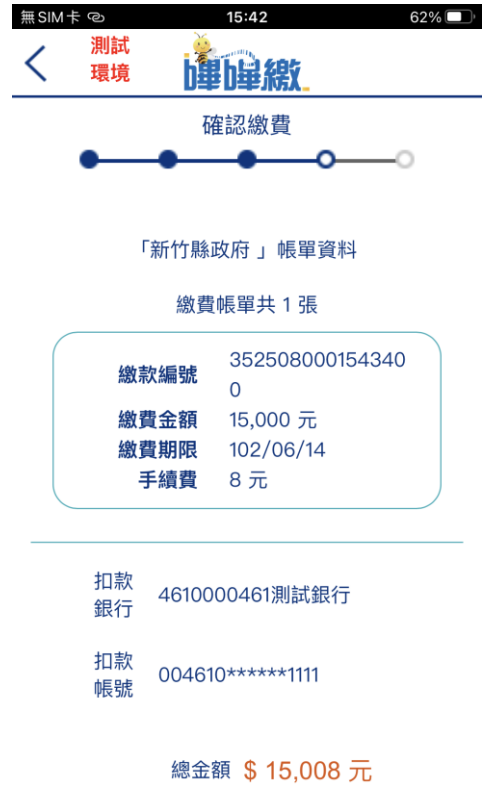 無SIM卡 15:42 62%
測試
環境
嗶嗶繳
確認繳費
「新竹縣政府 」帳單資料
繳費帳單共 1 張
繳款編號 352508000154340
0
繳費金額 15,000 元
繳費期限 102/06/14
手續費 8 元
扣款
銀行 4610000461測試銀行
扣款
帳號 004610******1111
總金額 $ 15,008 元